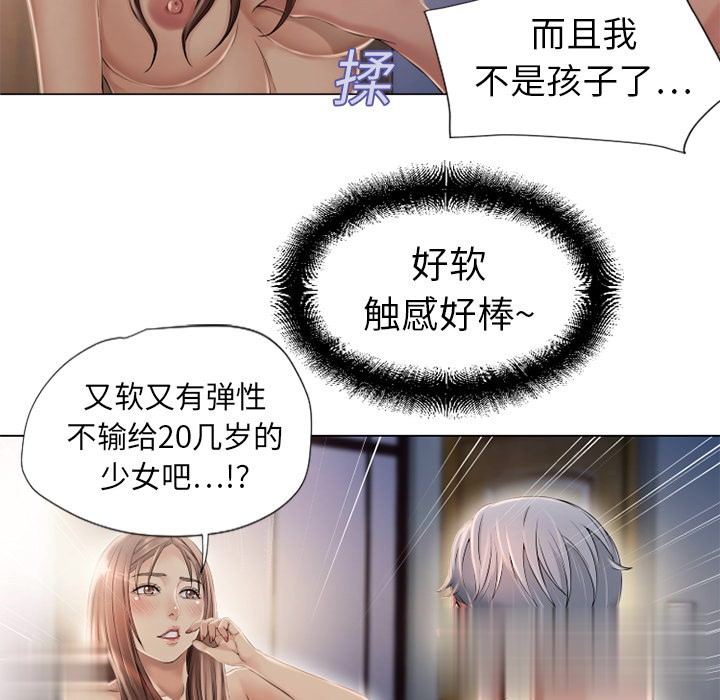 而且我
不是孩子了...
揉
好软
触感好棒~
又软又有弹性
不输给20几岁的
少女吧...!?